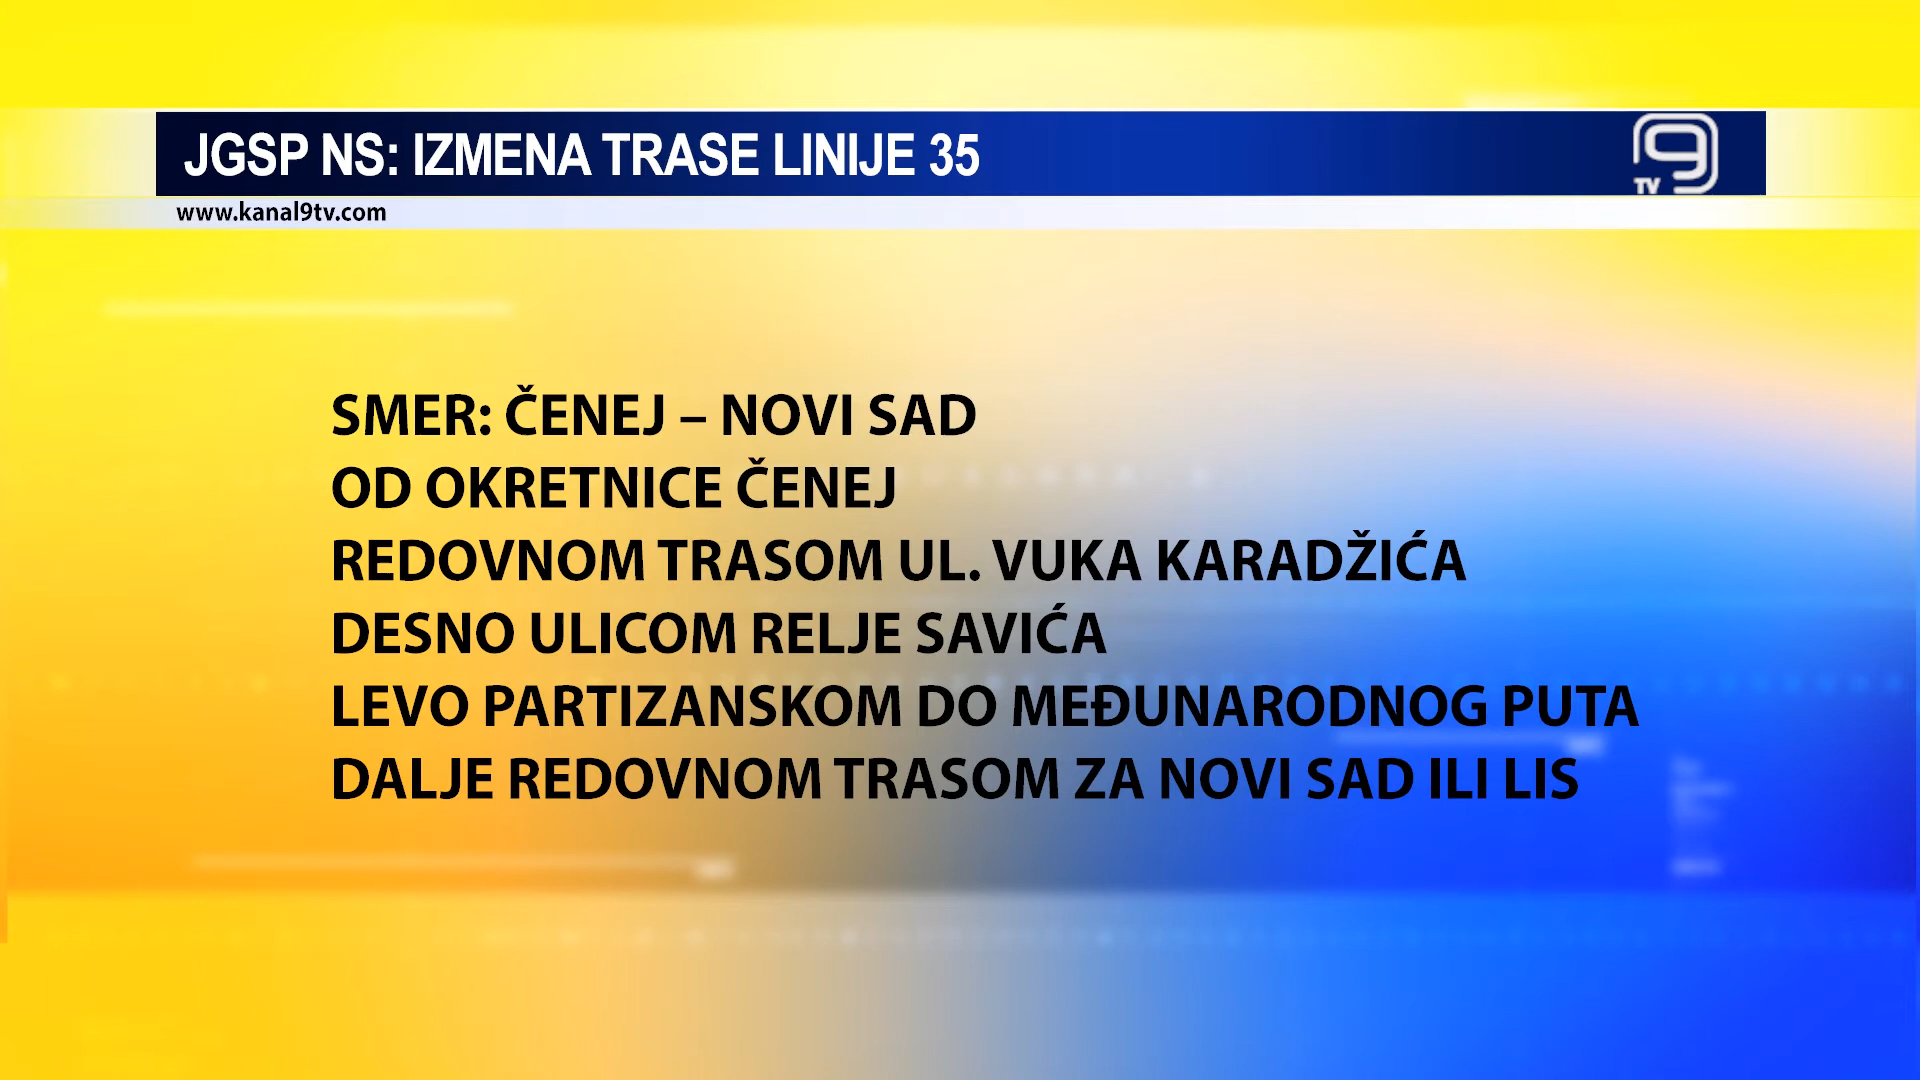 JGSP NS: IZMENA TRASE LINIJE 35
9
TV
www.kanal9tv.com
SMER: ČENEJ – NOVI SAD
OD OKRETNICE ČENEJ
REDOVNOM TRASOM UL. VUKA KARADŽIĆA
DESNO ULICOM RELJE SAVIĆA
LEVO PARTIZANSKOM DO MEĐUNARODNOG PUTA
DALJE REDOVNOM TRASOM ZA NOVI SAD ILI LIS